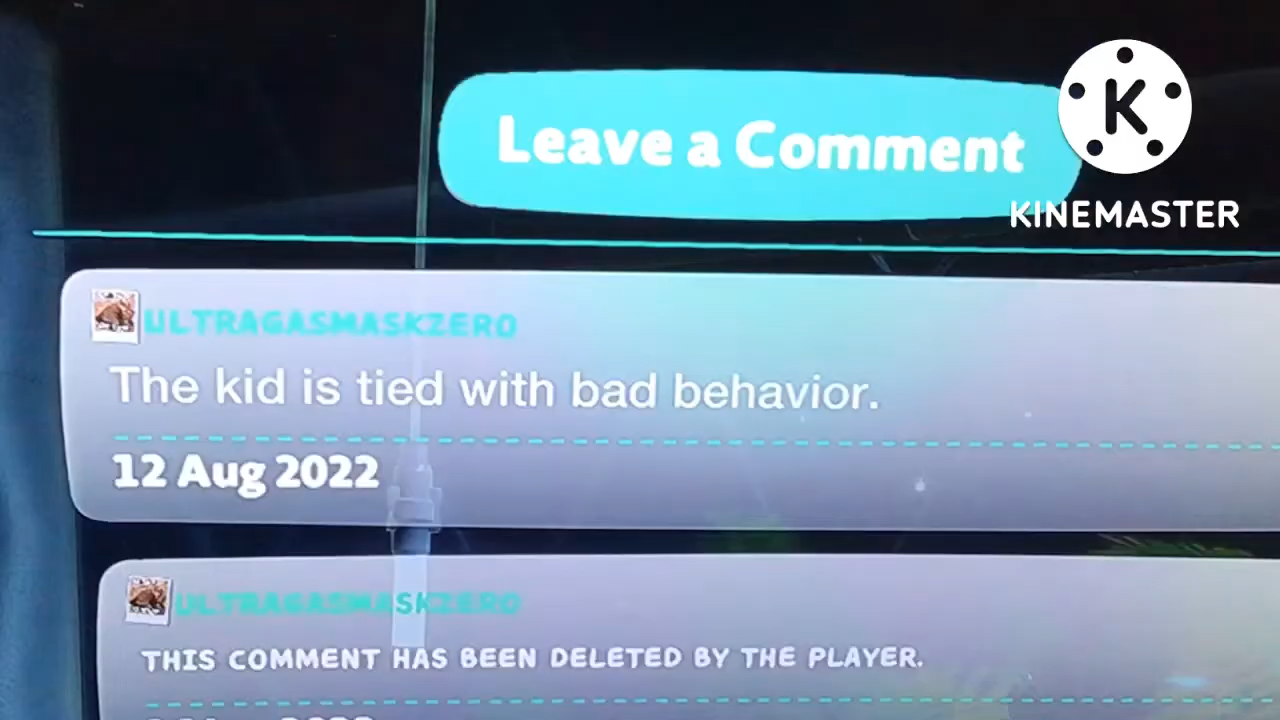 Leave a Comment
K
KINEMASTER
ULTRAGASMASKZERO
The kid is tied with bad behavior.
12 Aug 2022
ULTRAGASMASKZERO
THIS COMMENT HAS BEEN DELETED BY THE PLAYER.